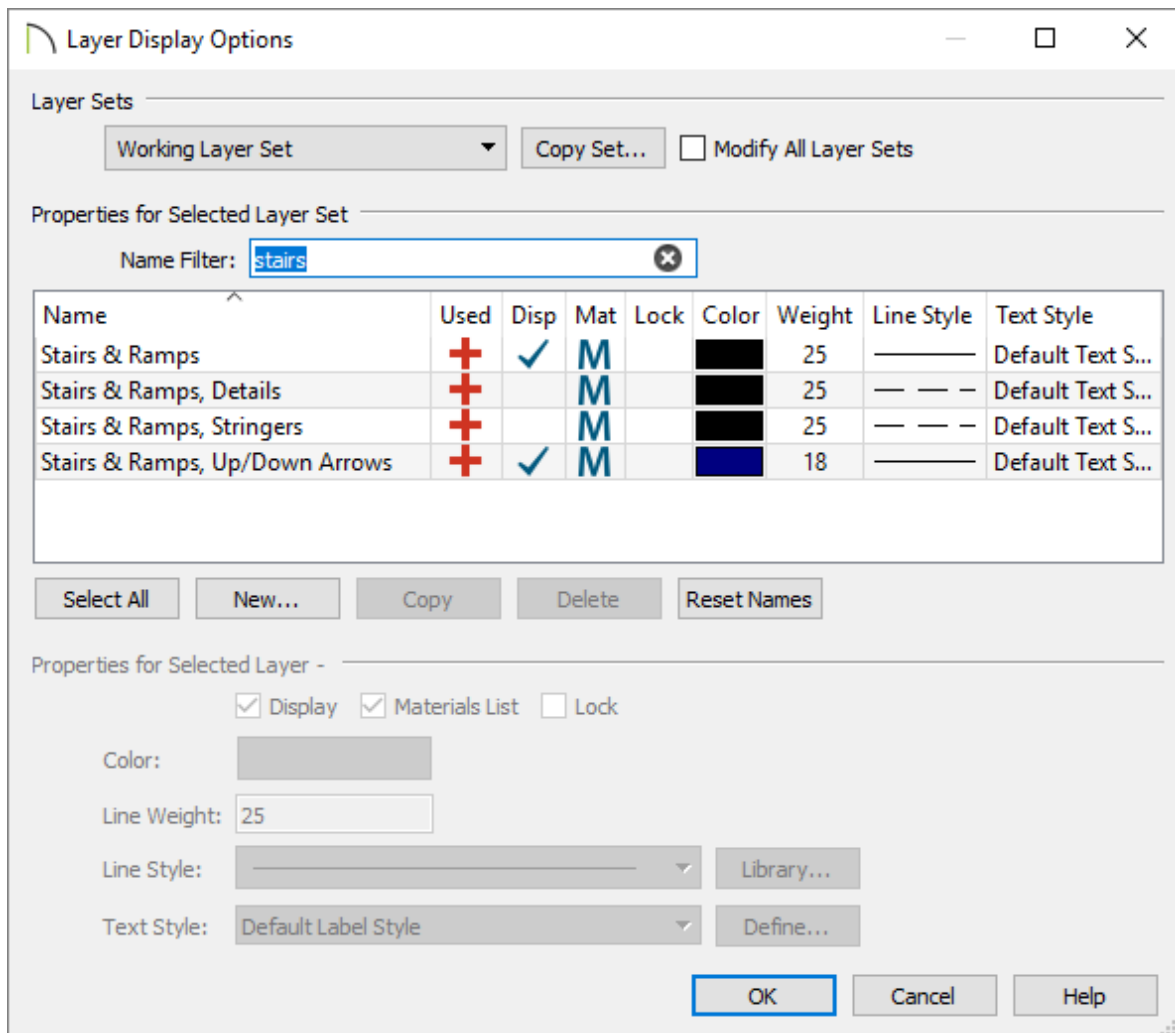 Layer Display Options
Layer Sets
Working Layer Set Copy Set... Modify All Layer Sets
Properties for Selected Layer Set
Name Filter: stairs
Name Used Disp Mat Lock Color Weight Line Style Text Style
Stairs & Ramps M 25 Default Text S...
Stairs & Ramps, Details M 25 Default Text S...
Stairs & Ramps, Stringers M 25 Default Text S...
Stairs & Ramps, Up/Down Arrows M 18 Default Text S...
Select All New... Copy Delete Reset Names
Properties for Selected Layer -
Display Materials List Lock
Color:
Line Weight: 25
Line Style: Library...
Text Style: Default Label Style Define...
OK Cancel Help